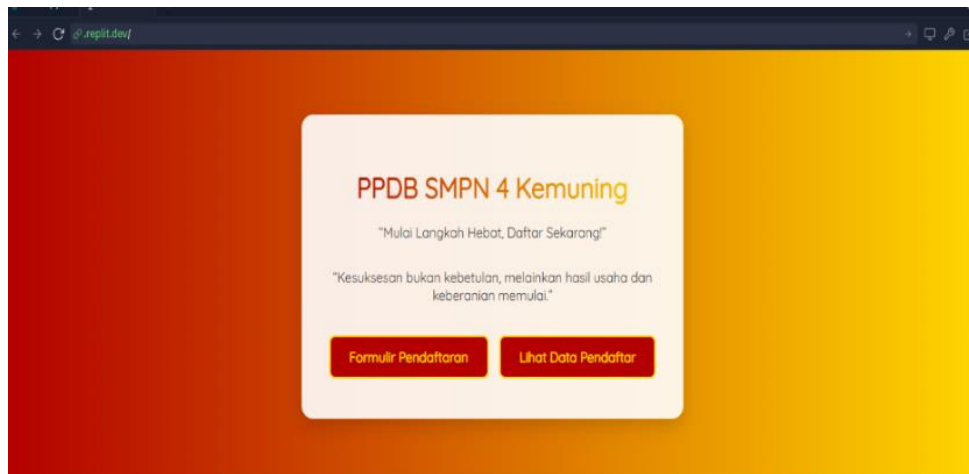 .replit.dev/
PPDB SMPN 4 Kemuning
"Mulai Langkah Hebat, Daftar Sekarang!"
"Kesuksesan bukan kebetulan, melainkan hasil usaha dan
keberanian memulai."
Formulir Pendaftaran
Lihat Data Pendaftar